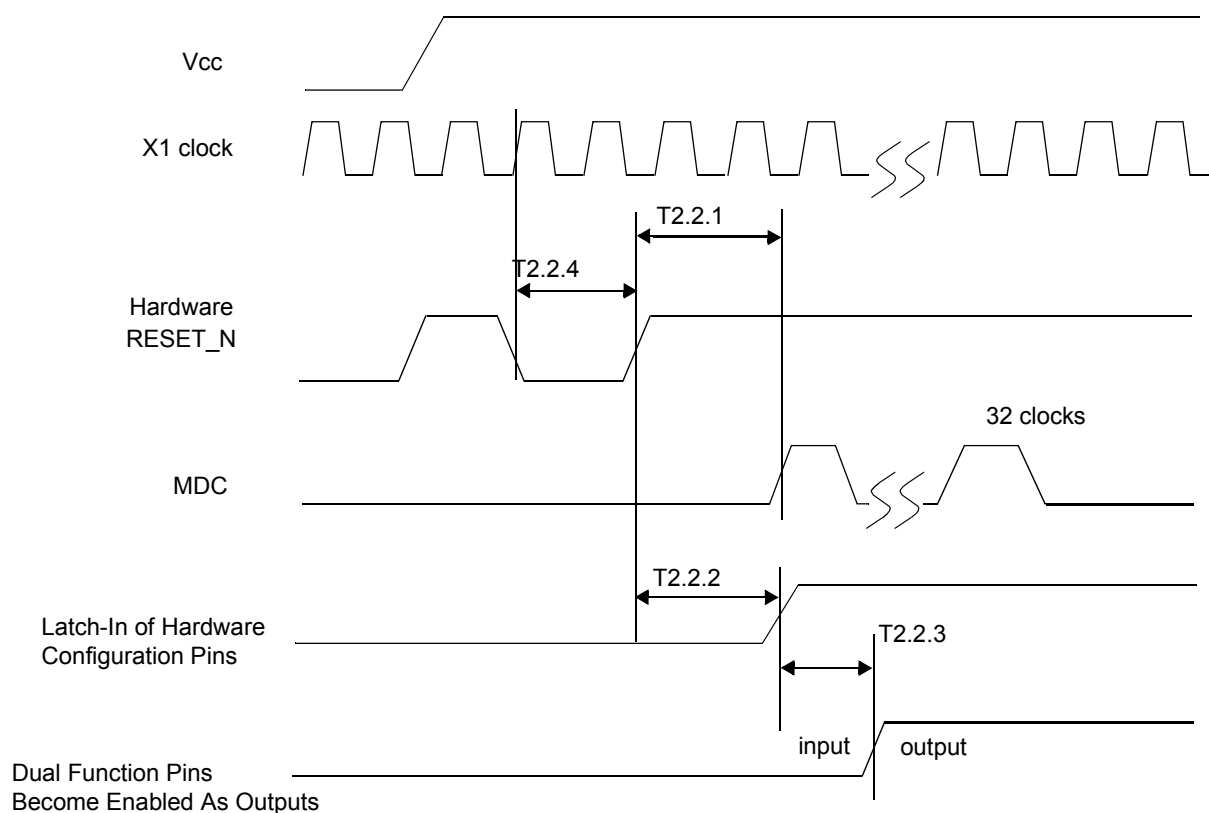 Vcc
X1 clock
T2.2.1
T2.2.4
Hardware
RESET_N
32 clocks
MDC
T2.2.2
Latch-In of Hardware
Configuration Pins
T2.2.3
input
output
Dual Function Pins
Become Enabled As Outputs